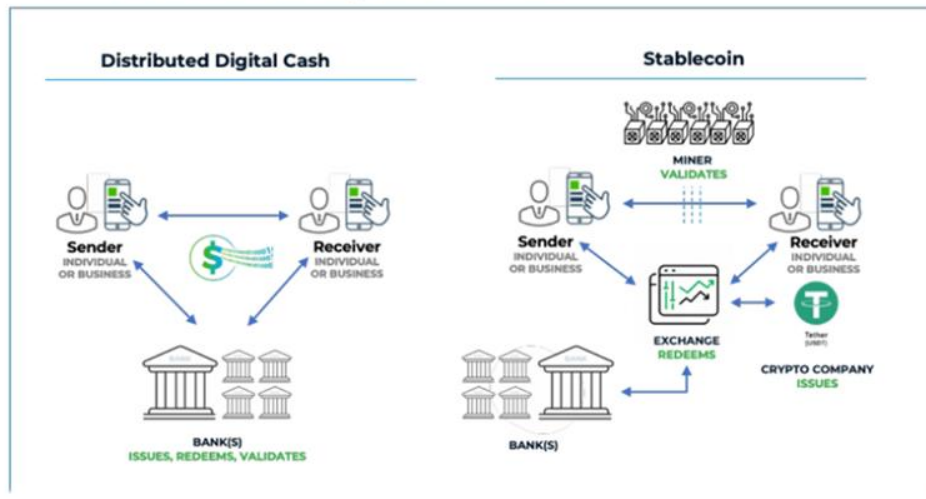 Distributed Digital Cash
Sender
INDIVIDUAL
OR BUSINESS
Receiver
INDIVIDUAL
OR BUSINESS
BANK
BANK(S)
ISSUES, REDEEMS, VALIDATES
Stablecoin
MINER
VALIDATES
Sender
INDIVIDUAL
OR BUSINESS
Receiver
INDIVIDUAL
OR BUSINESS
EXCHANGE
REDEEMS
Tether
(USDT)
CRYPTO COMPANY
ISSUES
BANK(S)